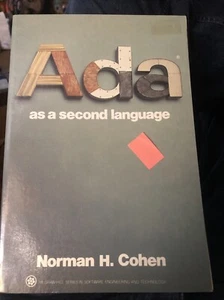 Ada®
as a second language
Norman H. Cohen